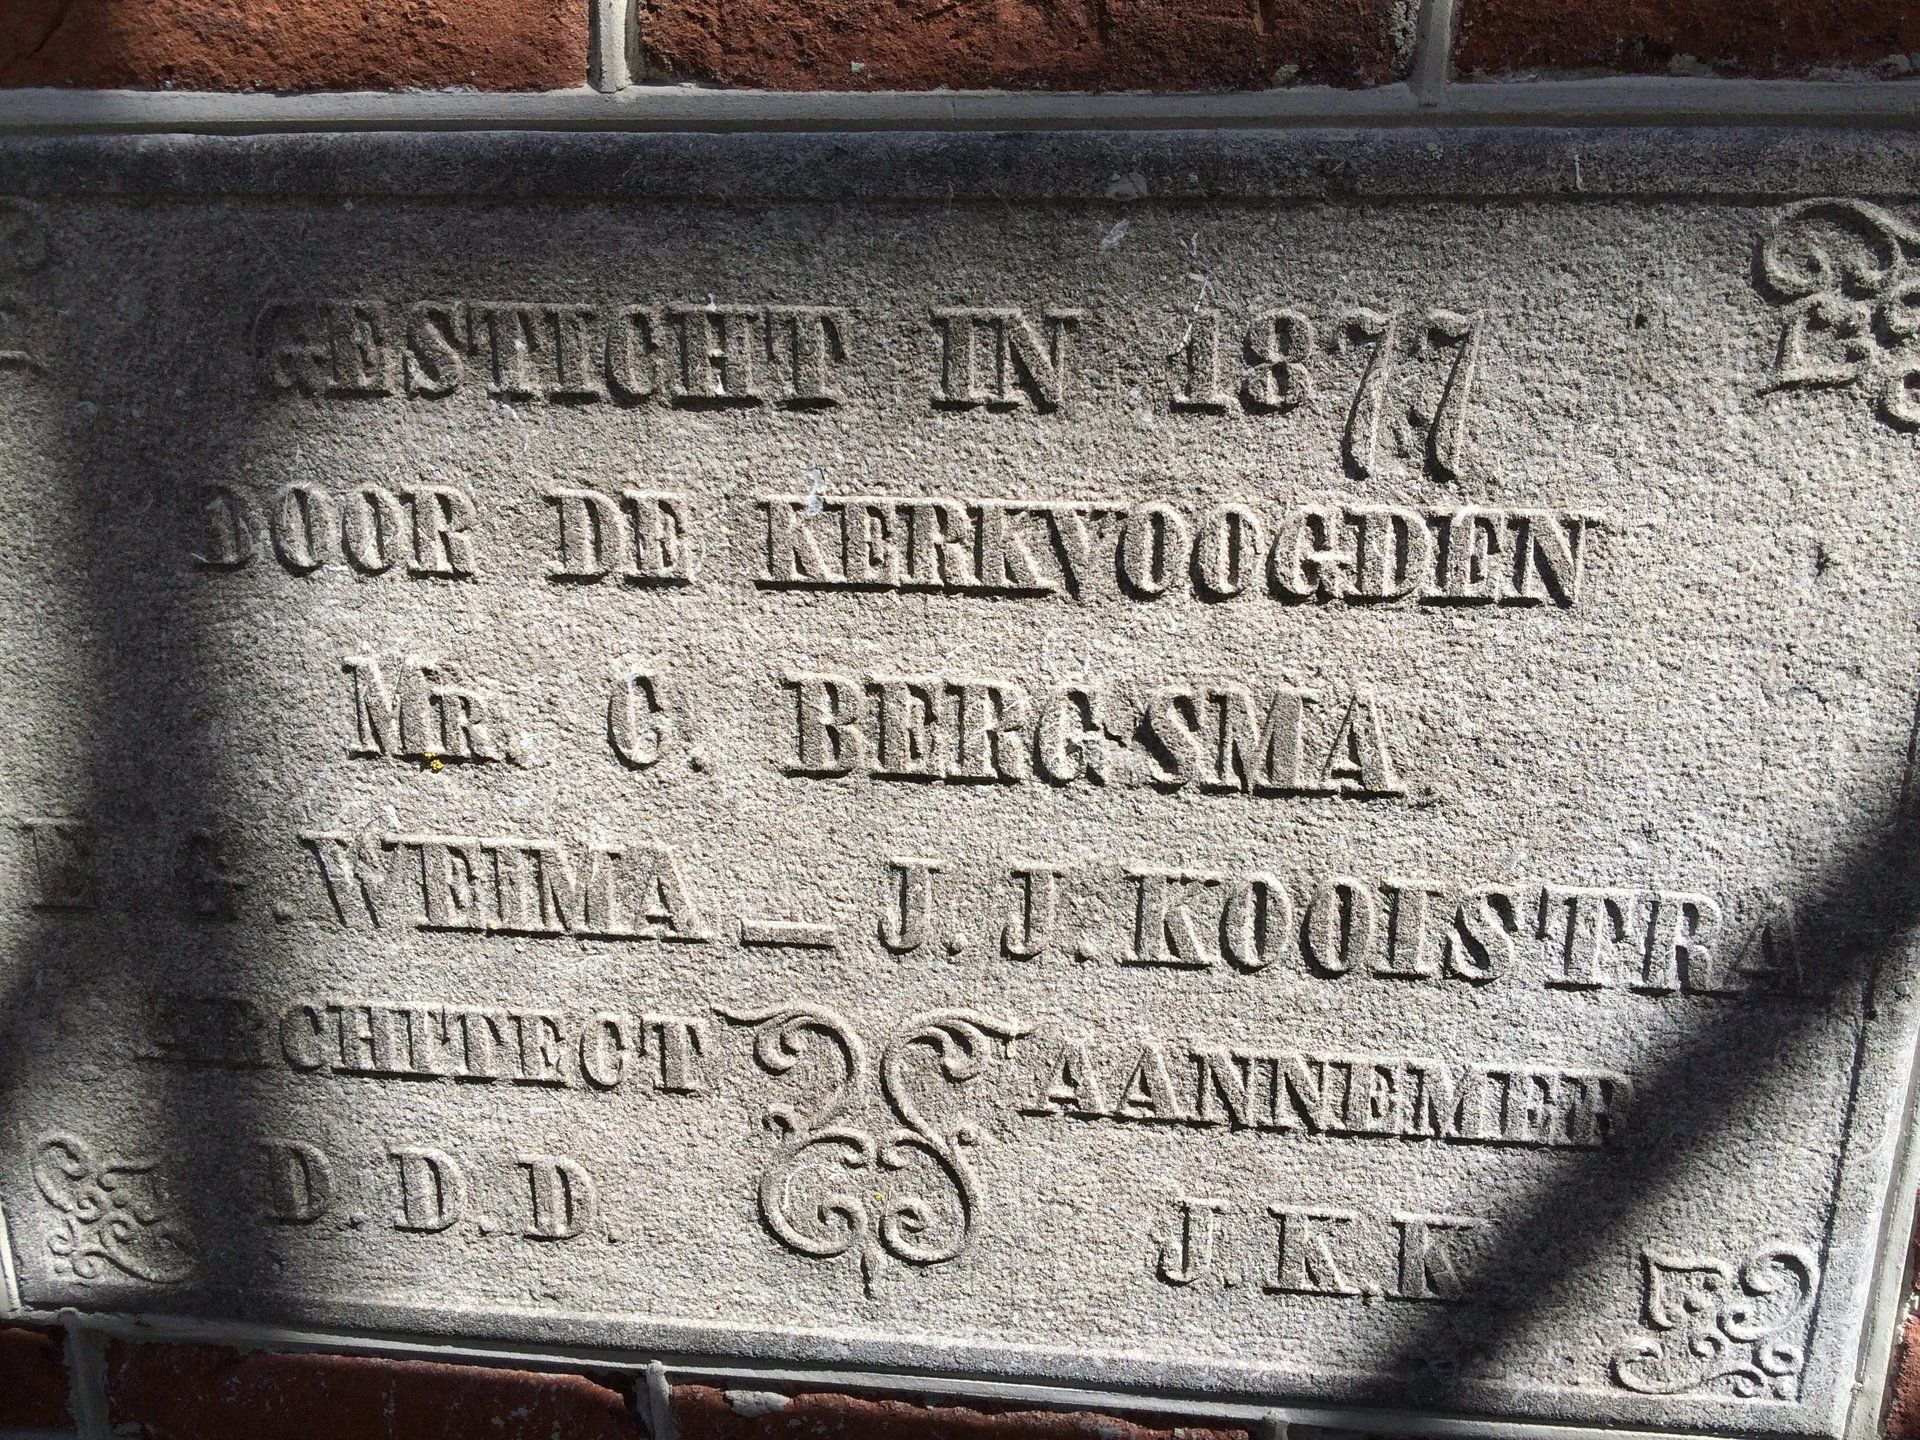 GESTICHT IN 1877
DOOR DE KERKVOOGDEN
MR. C. BERGSMA
WEIMA – J. J. KOOISTRA
ARCHITECT AANNEMER
D. D. D. J. K. K